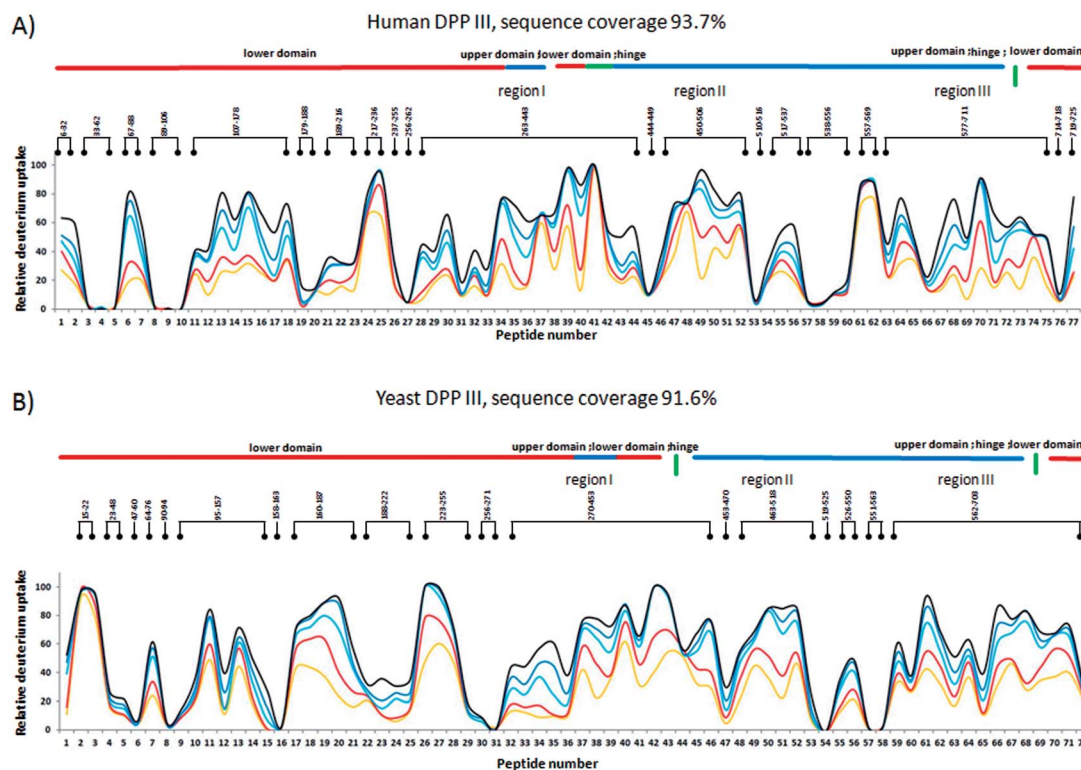 A)
Human DPP III, sequence coverage 93.7%
lower domain upper domain ;lower domain ;hinge upper domain ;hinge ; lower domain
region I region II region III
6-32 33-62 67-88 89-106 107-178 179-188 189-216 217-236 237-255 256-262 263-443 444-449 450-506 510-516 517-537 538-556 557-569 577-711 714-718 719-725
Relative deuterium uptake
100
80
60
40
20
0
1 2 3 4 5 6 7 8 9 10 11 12 13 14 15 16 17 18 19 20 21 22 23 24 25 26 27 28 29 30 31 32 33 34 35 36 37 38 39 40 41 42 43 44 45 46 47 48 49 50 51 52 53 54 55 56 57 58 59 60 61 62 63 64 65 66 67 68 69 70 71 72 73 74 75 76 77
Peptide number
B)
Yeast DPP III, sequence coverage 91.6%
lower domain upper domain ;lower domain ;hinge upper domain ;hinge ;lower domain
region I region II region III
15-22 23-48 47-60 64-76 90-94 95-157 158-163 160-187 188-222 223-255 256-271 270-453 453-470 463-518 519-525 526-550 551-563 562-708
Relative deuterium uptake
100
80
60
40
20
0
1 2 3 4 5 6 7 8 9 10 11 12 13 14 15 16 17 18 19 20 21 22 23 24 25 26 27 28 29 30 31 32 33 34 35 36 37 38 39 40 41 42 43 44 45 46 47 48 49 50 51 52 53 54 55 56 57 58 59 60 61 62 63 64 65 66 67 68 69 70 71
Peptide number